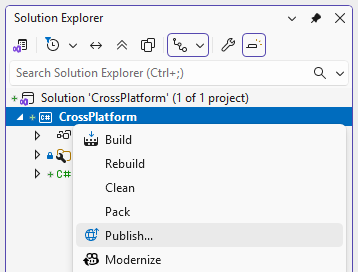 Solution Explorer
Search Solution Explorer (Ctrl+;)
Solution 'CrossPlatform' (1 of 1 project)
C# CrossPlatform
Build
Rebuild
C#
Clean
Pack
Publish...
Modernize